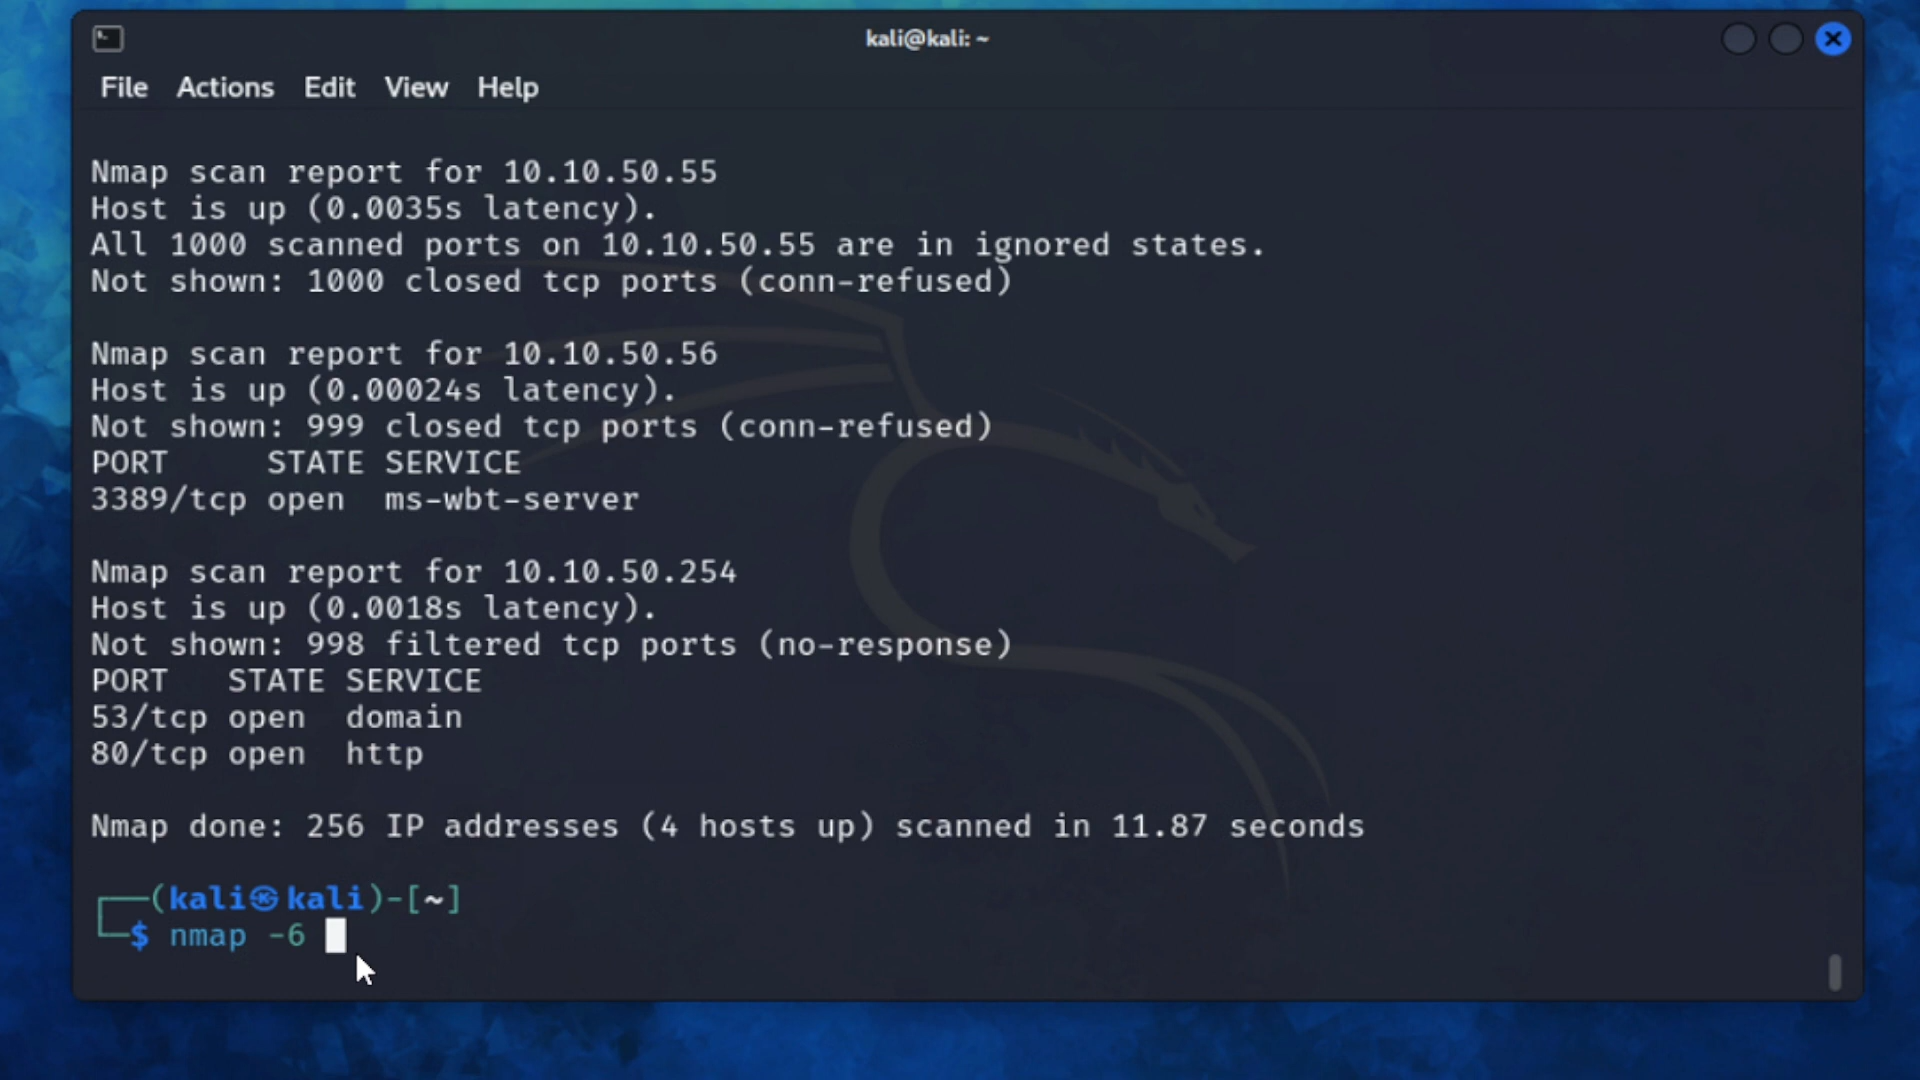 kali@kali: ~
File Actions Edit View Help
Nmap scan report for 10.10.50.55
Host is up (0.0035s latency).
All 1000 scanned ports on 10.10.50.55 are in ignored states.
Not shown: 1000 closed tcp ports (conn-refused)
Nmap scan report for 10.10.50.56
Host is up (0.00024s latency).
Not shown: 999 closed tcp ports (conn-refused)
PORT     STATE SERVICE
3389/tcp open  ms-wbt-server
Nmap scan report for 10.10.50.254
Host is up (0.0018s latency).
Not shown: 998 filtered tcp ports (no-response)
PORT   STATE SERVICE
53/tcp open  domain
80/tcp open  http
Nmap done: 256 IP addresses (4 hosts up) scanned in 11.87 seconds
┌──(kali㉿kali)-[~]
└─$ nmap -6